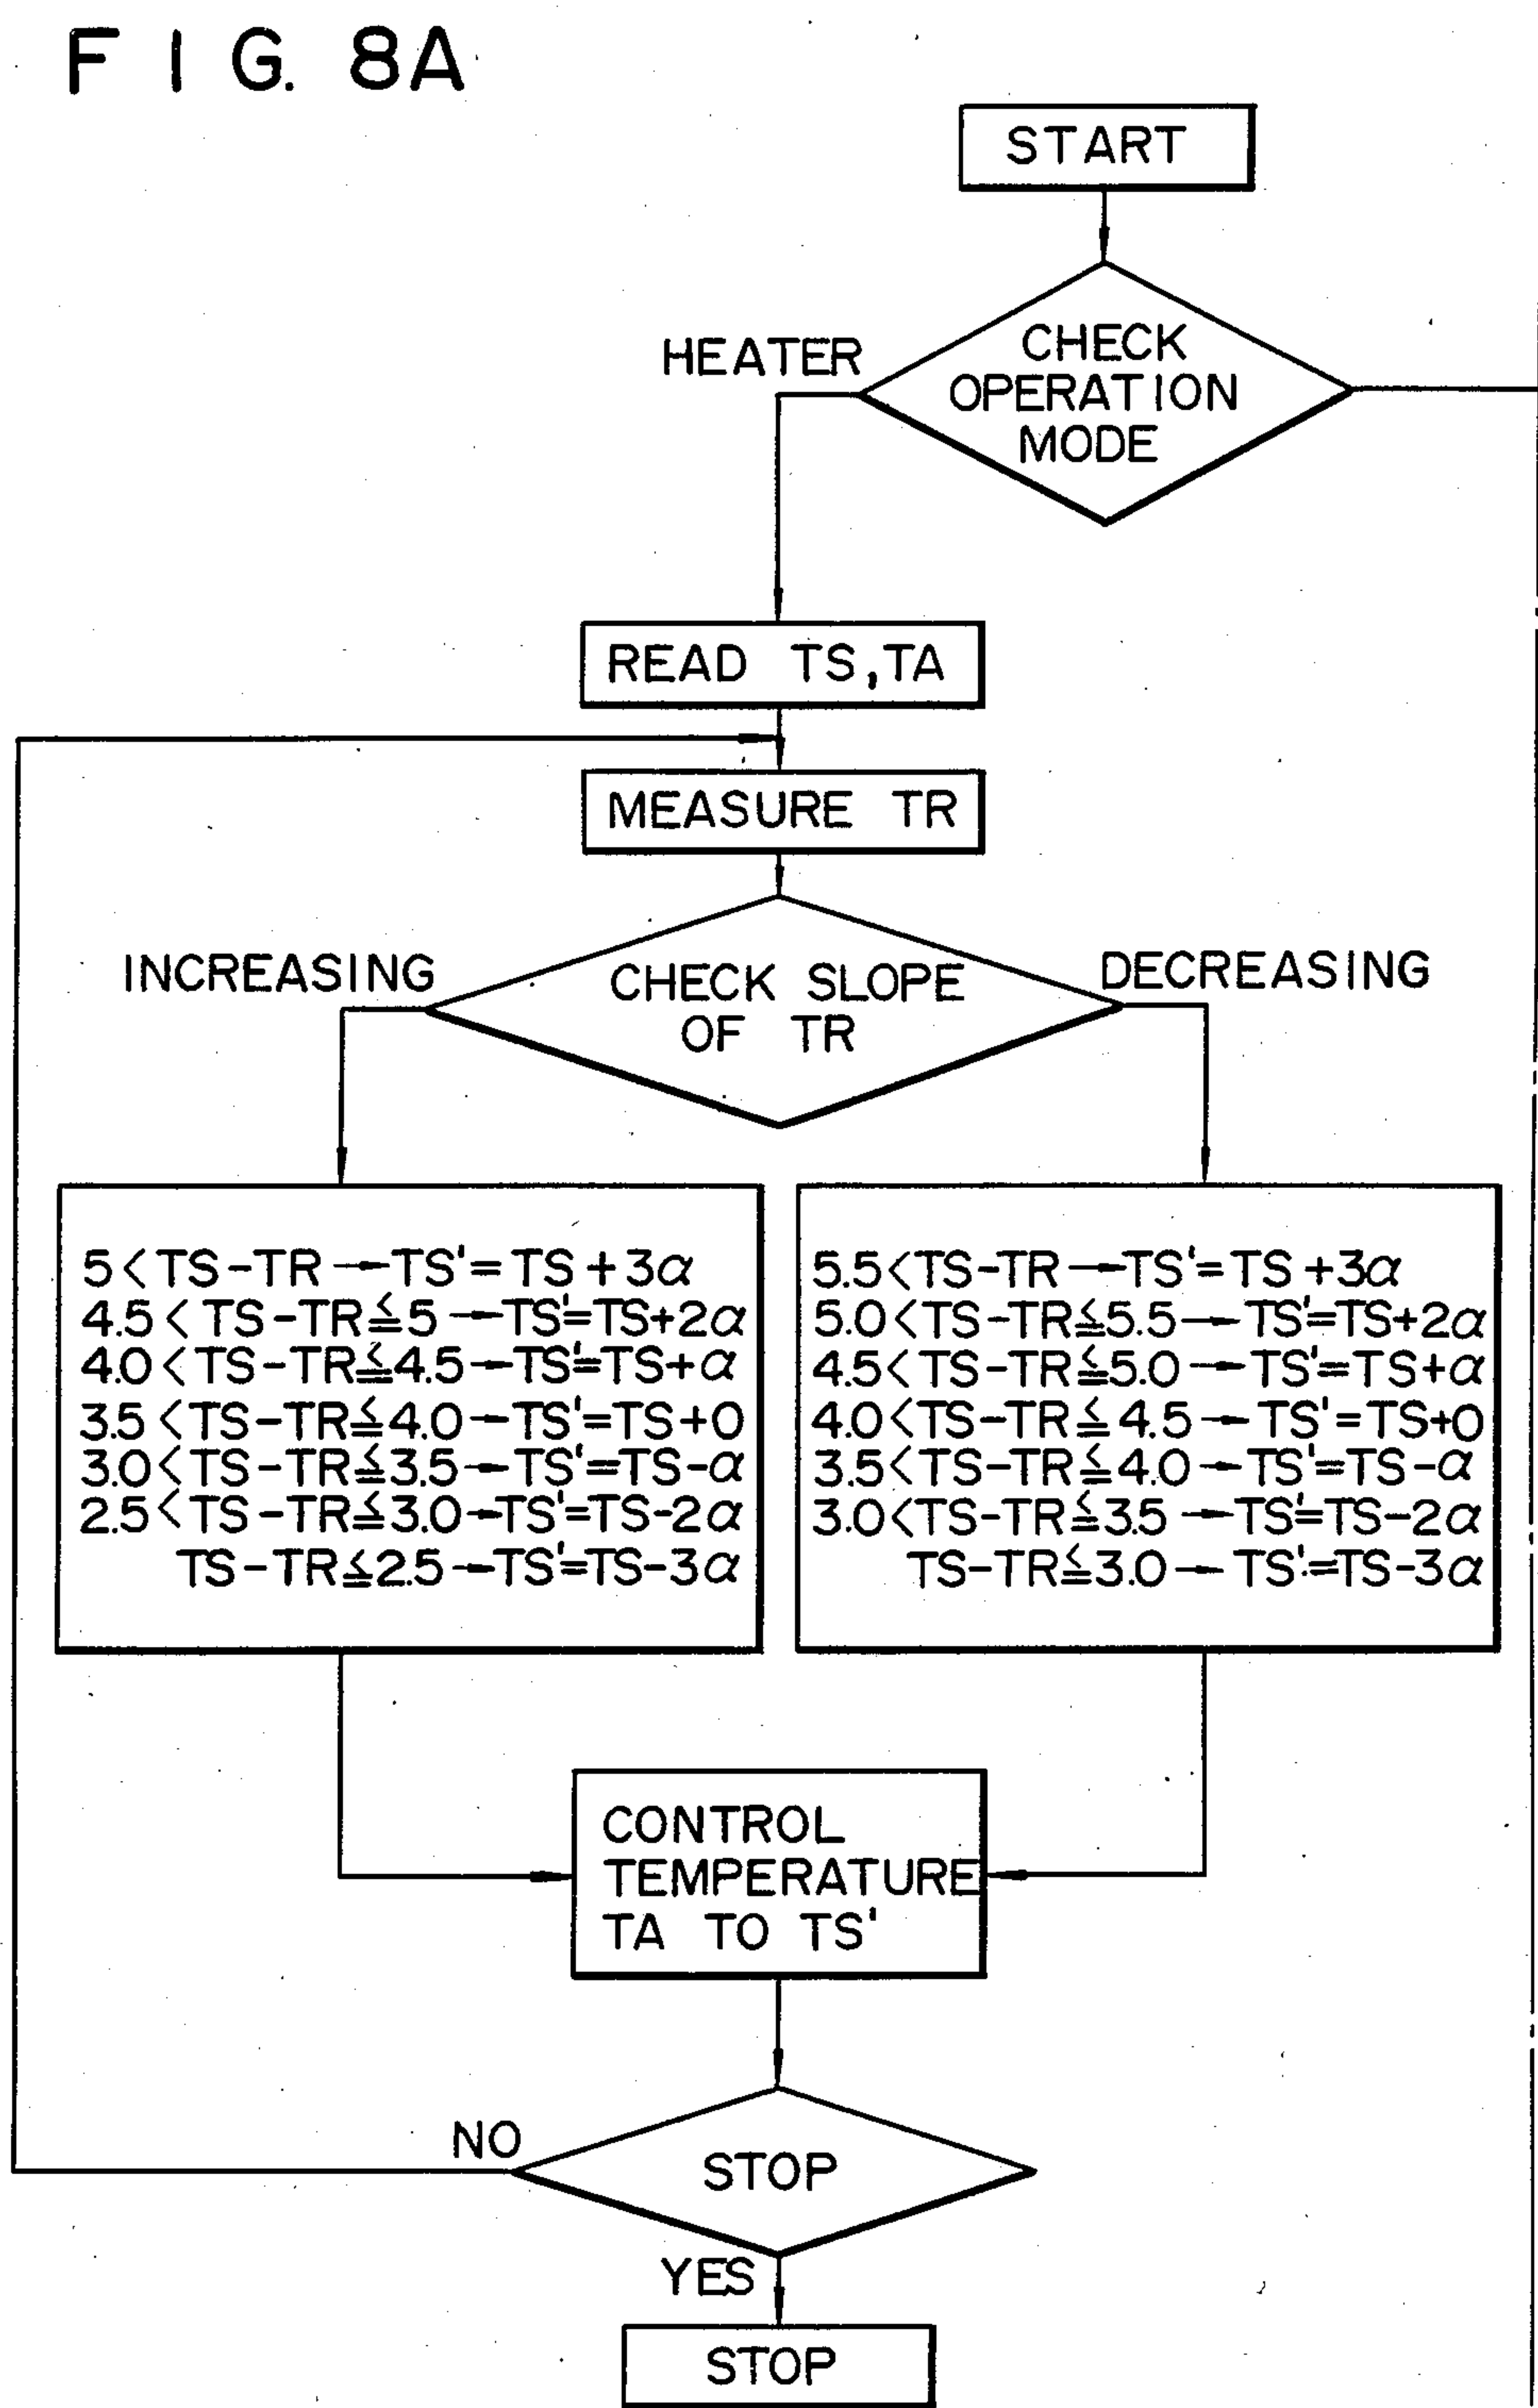 F I G. 8A
START
CHECK
OPERATION
MODE
HEATER
READ TS,TA
MEASURE TR
INCREASING
CHECK SLOPE
OF TR
DECREASING
5<TS-TR→TS'=TS+3α
4.5<TS-TR≦5→TS'=TS+2α
4.0<TS-TR≦4.5→TS'=TS+α
3.5<TS-TR≦4.0→TS'=TS+0
3.0<TS-TR≦3.5→TS'=TS-α
2.5<TS-TR≦3.0→TS'=TS-2α
TS-TR≦2.5→TS'=TS-3α
5.5<TS-TR→TS'=TS+3α
5.0<TS-TR≦5.5→TS'=TS+2α
4.5<TS-TR≦5.0→TS'=TS+α
4.0<TS-TR≦4.5→TS'=TS+0
3.5<TS-TR≦4.0→TS'=TS-α
3.0<TS-TR≦3.5→TS'=TS-2α
TS-TR≦3.0→TS'=TS-3α
CONTROL
TEMPERATURE
TA TO TS'
NO
STOP
YES
STOP